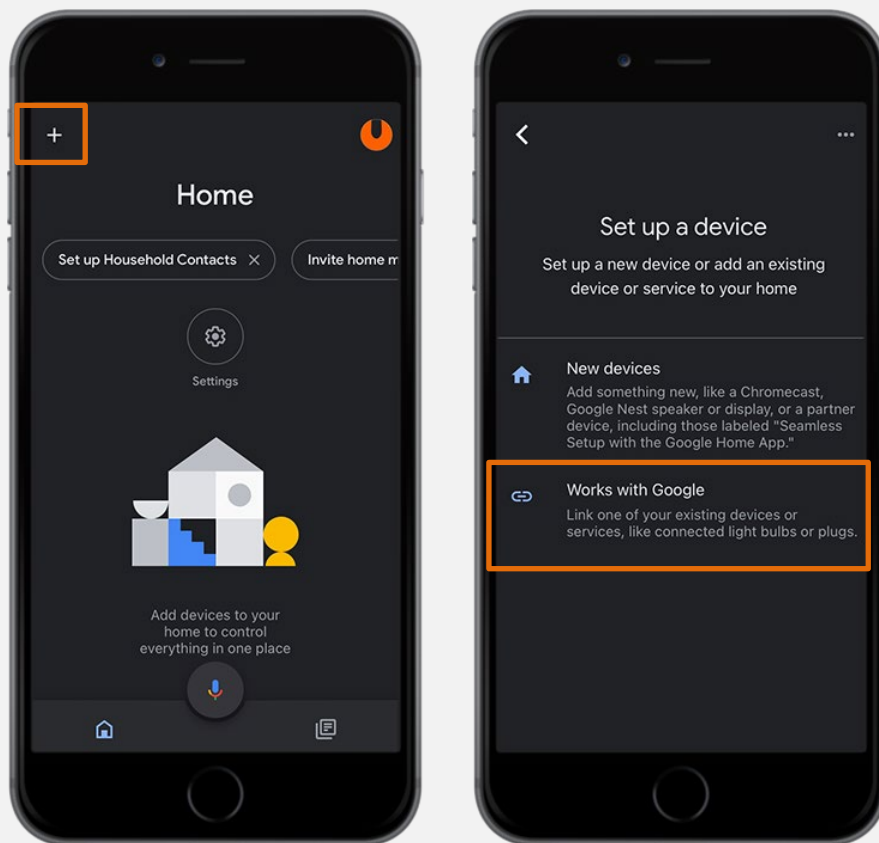 Home
Set up Household Contacts
Invite home
Settings
Add devices to your
home to control
everything in one place
Set up a device
Set up a new device or add an existing
device or service to your home
New devices
Add something new, like a Chromecast,
Google Nest speaker or display, or a partner
device, including those labeled "Seamless
Setup with the Google Home App."
Works with Google
Link one of your existing devices or
services, like connected light bulbs or plugs.